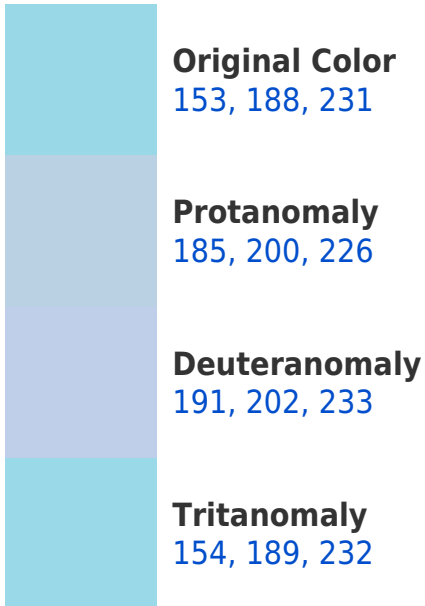 Original Color
153, 188, 231
Protanomaly
185, 200, 226
Deuteranomaly
191, 202, 233
Tritanomaly
154, 189, 232